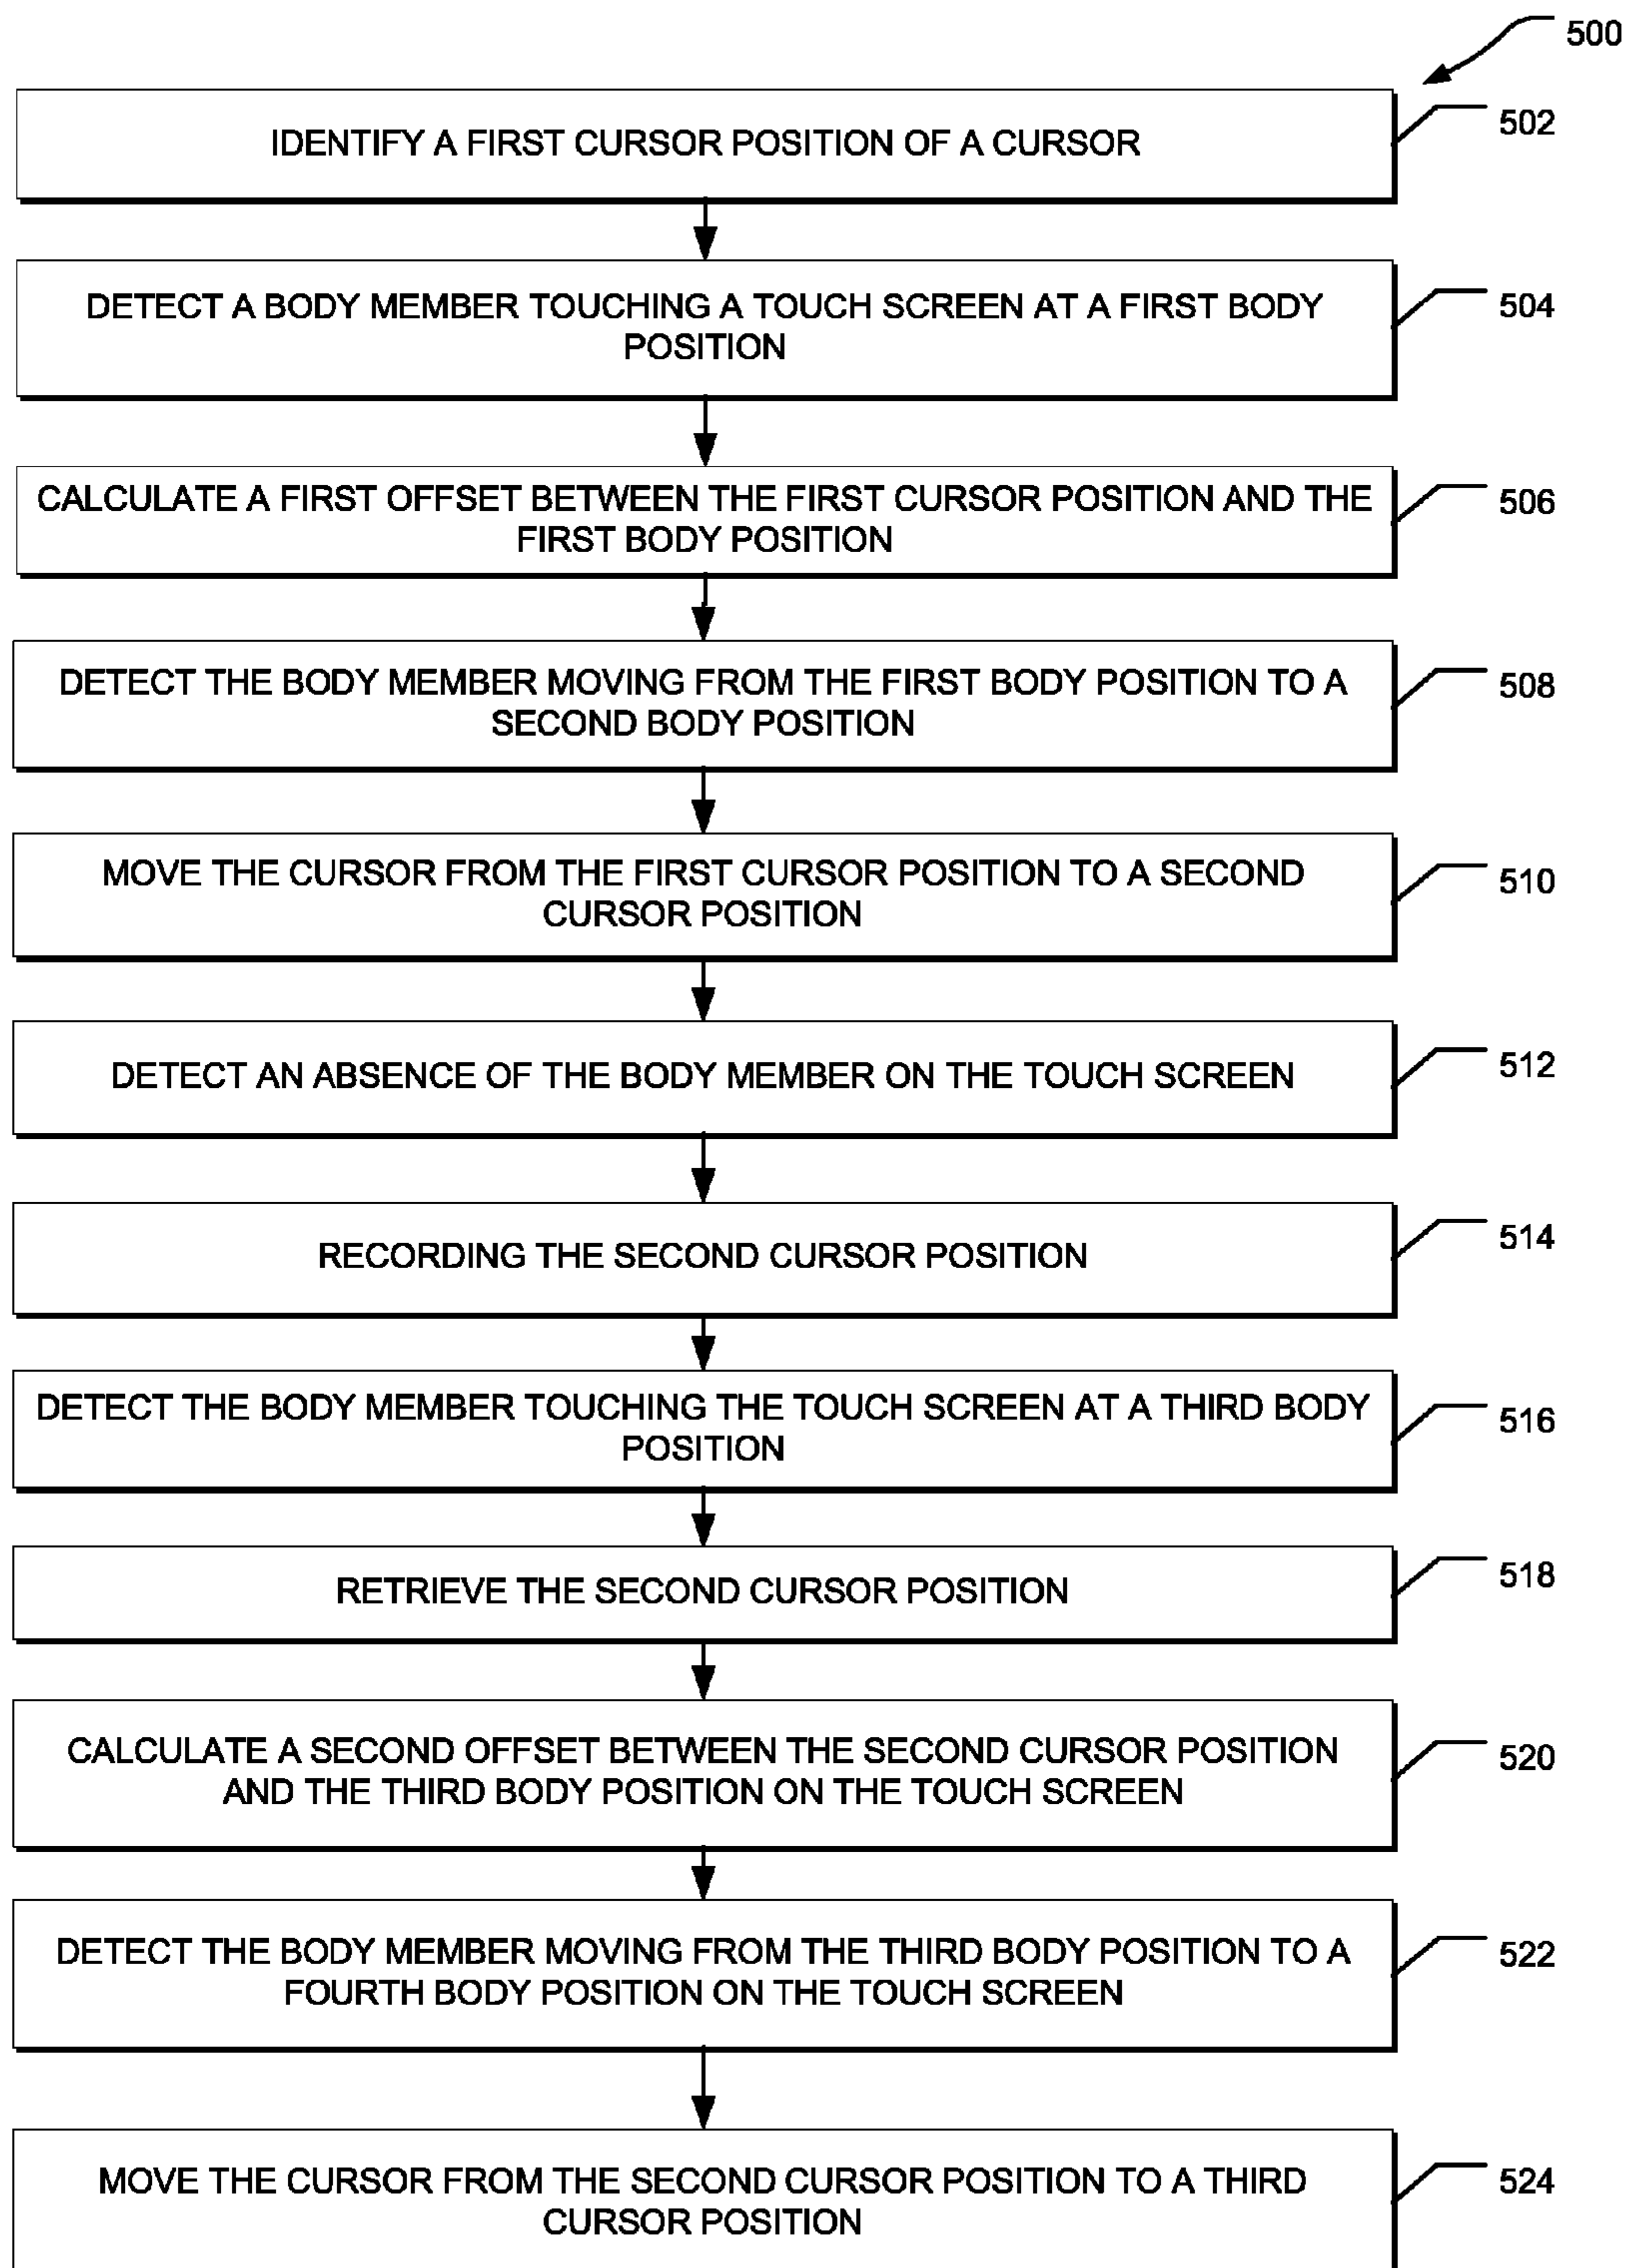 500
IDENTIFY A FIRST CURSOR POSITION OF A CURSOR
502
DETECT A BODY MEMBER TOUCHING A TOUCH SCREEN AT A FIRST BODY
POSITION
504
CALCULATE A FIRST OFFSET BETWEEN THE FIRST CURSOR POSITION AND THE
FIRST BODY POSITION
506
DETECT THE BODY MEMBER MOVING FROM THE FIRST BODY POSITION TO A
SECOND BODY POSITION
508
MOVE THE CURSOR FROM THE FIRST CURSOR POSITION TO A SECOND
CURSOR POSITION
510
DETECT AN ABSENCE OF THE BODY MEMBER ON THE TOUCH SCREEN
512
RECORDING THE SECOND CURSOR POSITION
514
DETECT THE BODY MEMBER TOUCHING THE TOUCH SCREEN AT A THIRD BODY
POSITION
516
RETRIEVE THE SECOND CURSOR POSITION
518
CALCULATE A SECOND OFFSET BETWEEN THE SECOND CURSOR POSITION
AND THE THIRD BODY POSITION ON THE TOUCH SCREEN
520
DETECT THE BODY MEMBER MOVING FROM THE THIRD BODY POSITION TO A
FOURTH BODY POSITION ON THE TOUCH SCREEN
522
MOVE THE CURSOR FROM THE SECOND CURSOR POSITION TO A THIRD
CURSOR POSITION
524